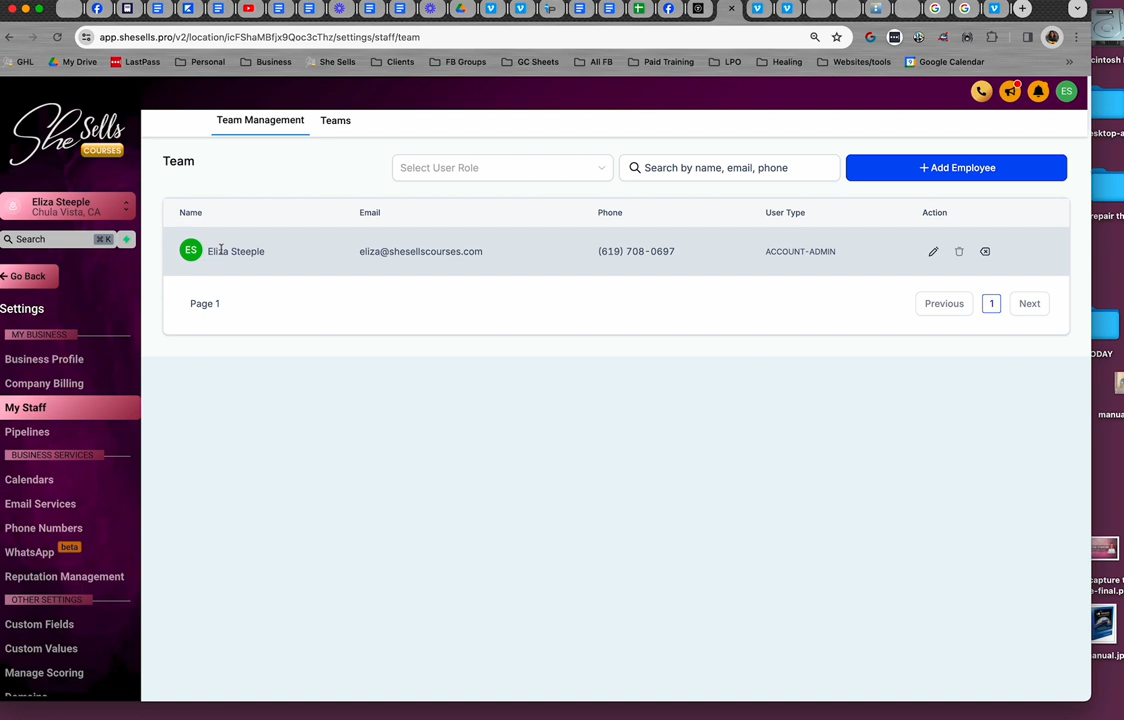 app.shesells.pro/v2/location/icFShaMBfjx9Qoc3cThz/settings/staff/team
GHL
My Drive
LastPass
Personal
Business
She Sells
Clients
FB Groups
GC Sheets
All FB
Paid Training
LPO
Healing
Websites/tools
Google Calendar
»
She Sells
COURSES
Eliza Steeple
Chula Vista, CA
Search
⌘ K
Go Back
Settings
MY BUSINESS
Business Profile
Company Billing
My Staff
Pipelines
BUSINESS SERVICES
Calendars
Email Services
Phone Numbers
WhatsApp beta
Reputation Management
OTHER SETTINGS
Custom Fields
Custom Values
Manage Scoring
Domains
ES
Team Management
Teams
Team
Select User Role
Search by name, email, phone
+ Add Employee
Name
Email
Phone
User Type
Action
ES
Eliza Steeple
eliza@shesellscourses.com
(619) 708-0697
ACCOUNT-ADMIN
Page 1
Previous
1
Next